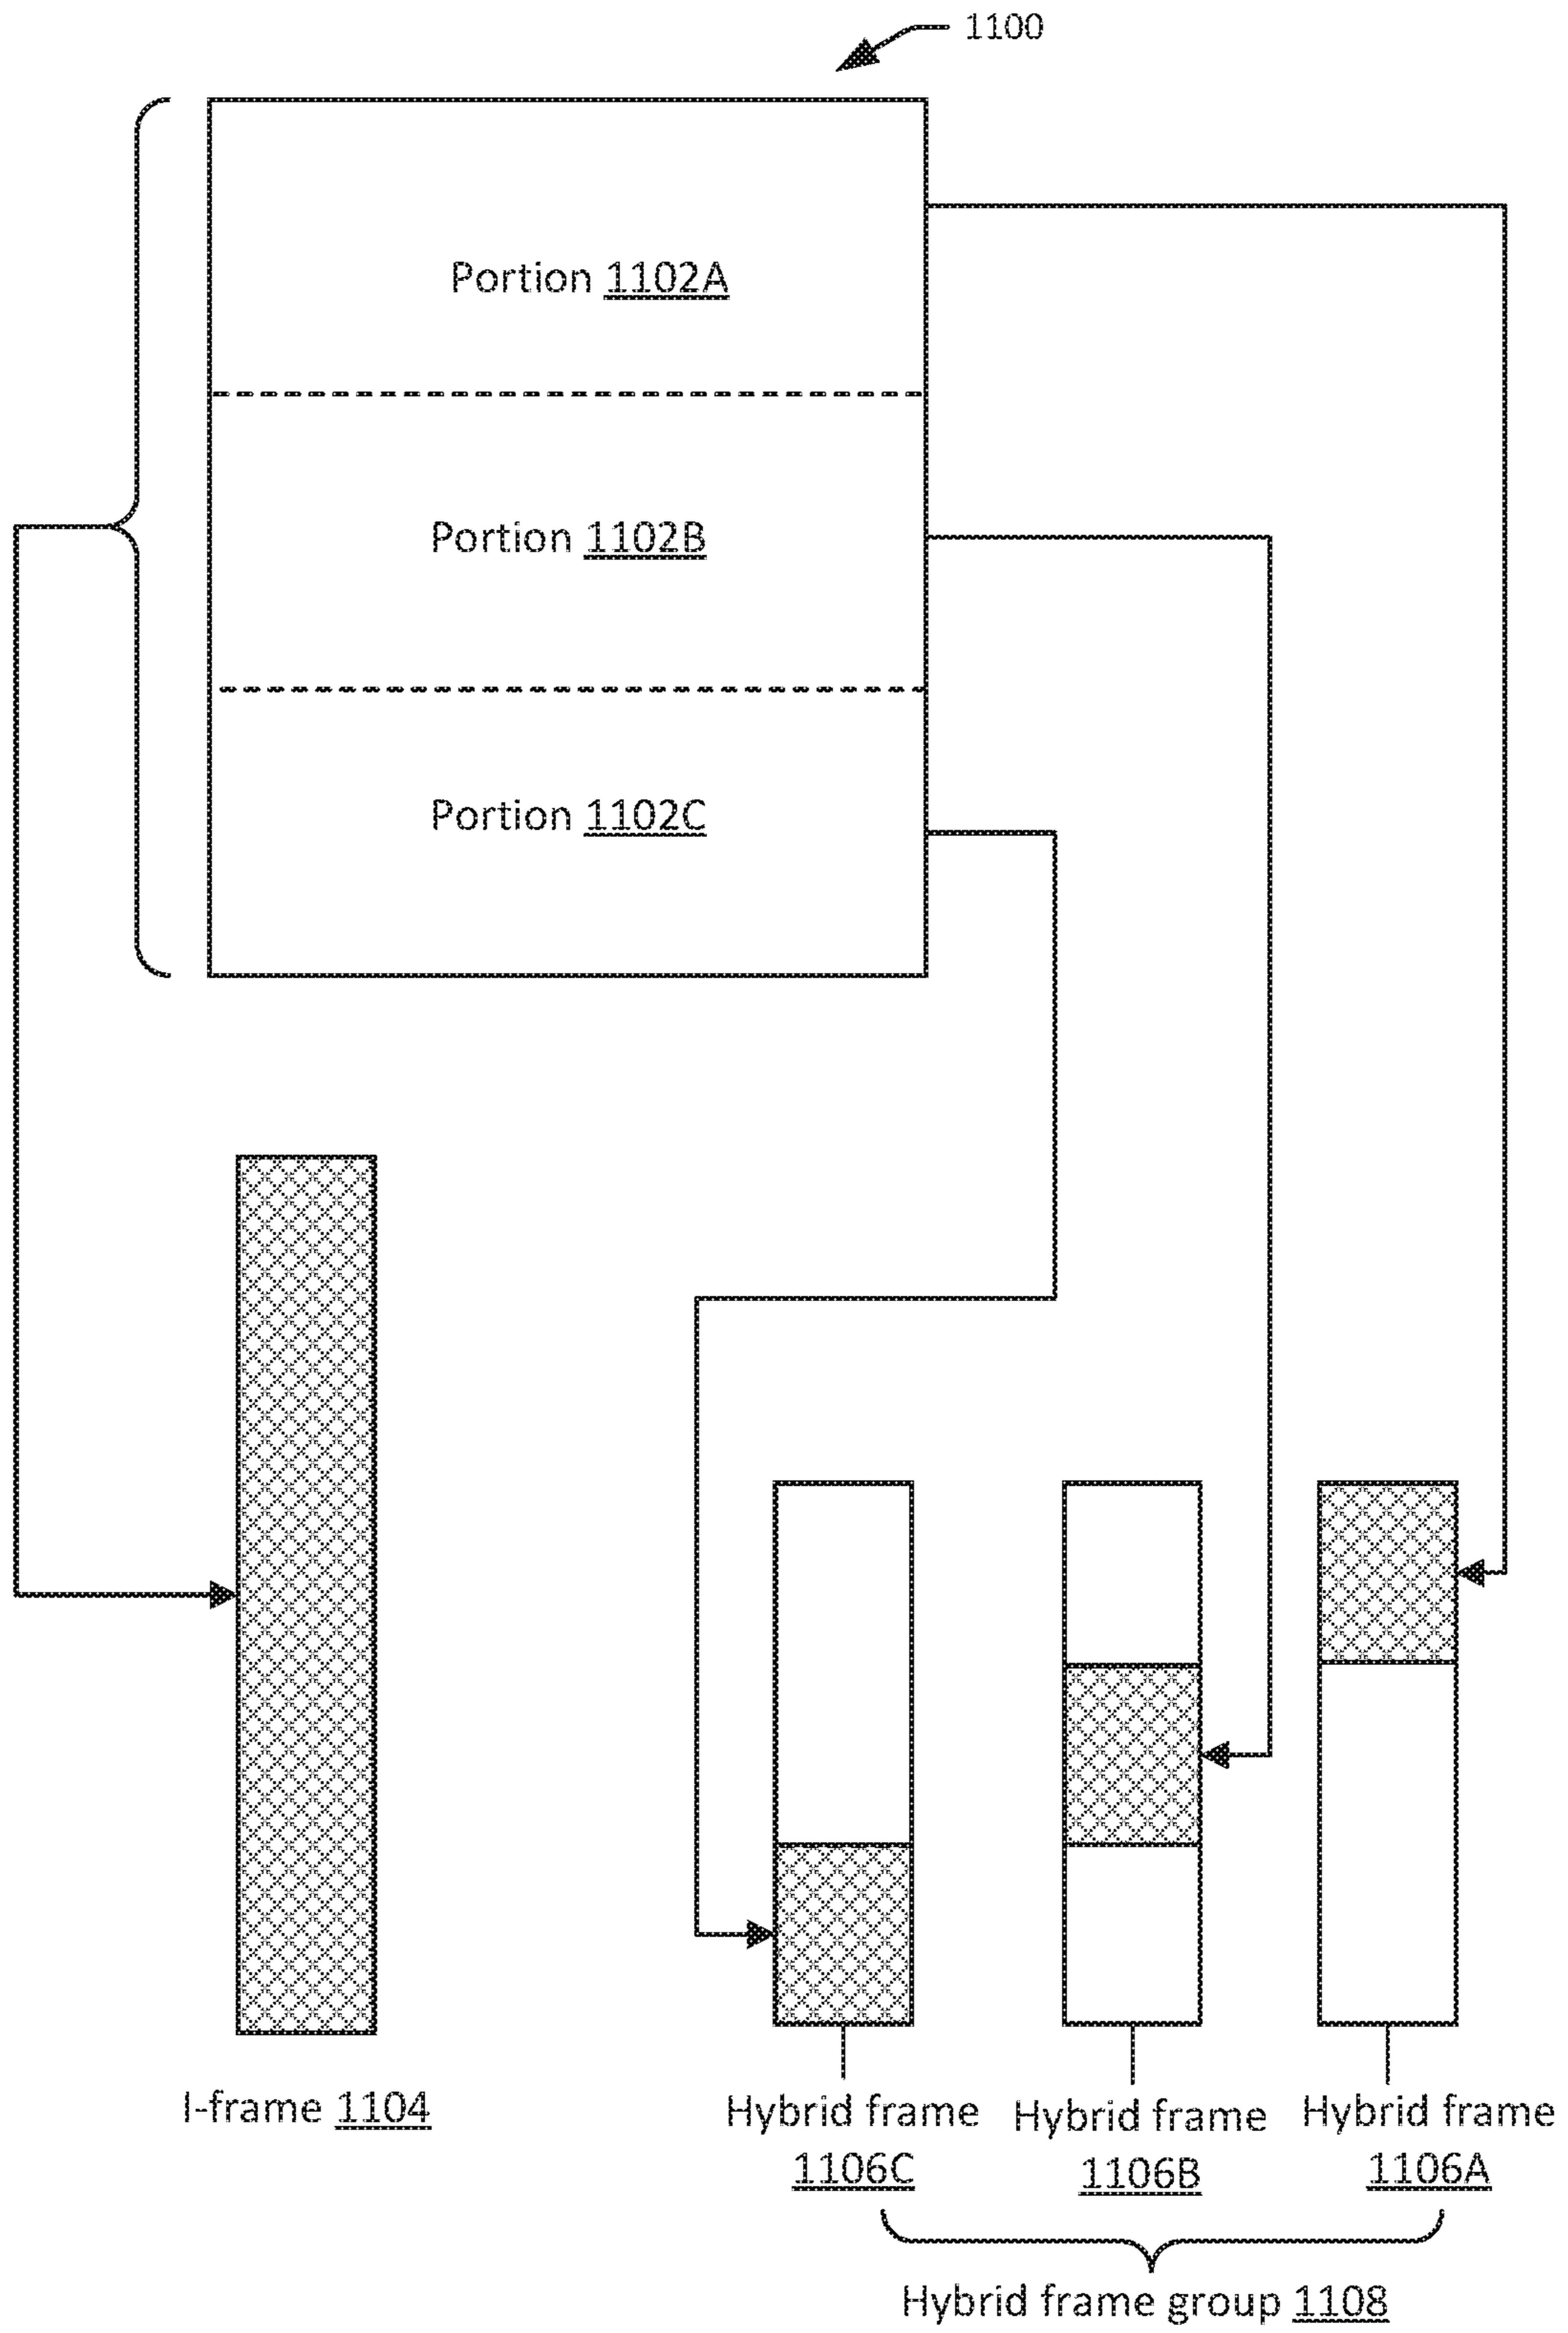 1100
Portion 1102A
Portion 1102B
Portion 1102C
I-frame 1104
Hybrid frame
1106C
Hybrid frame
1106B
Hybrid frame
1106A
Hybrid frame group 1108